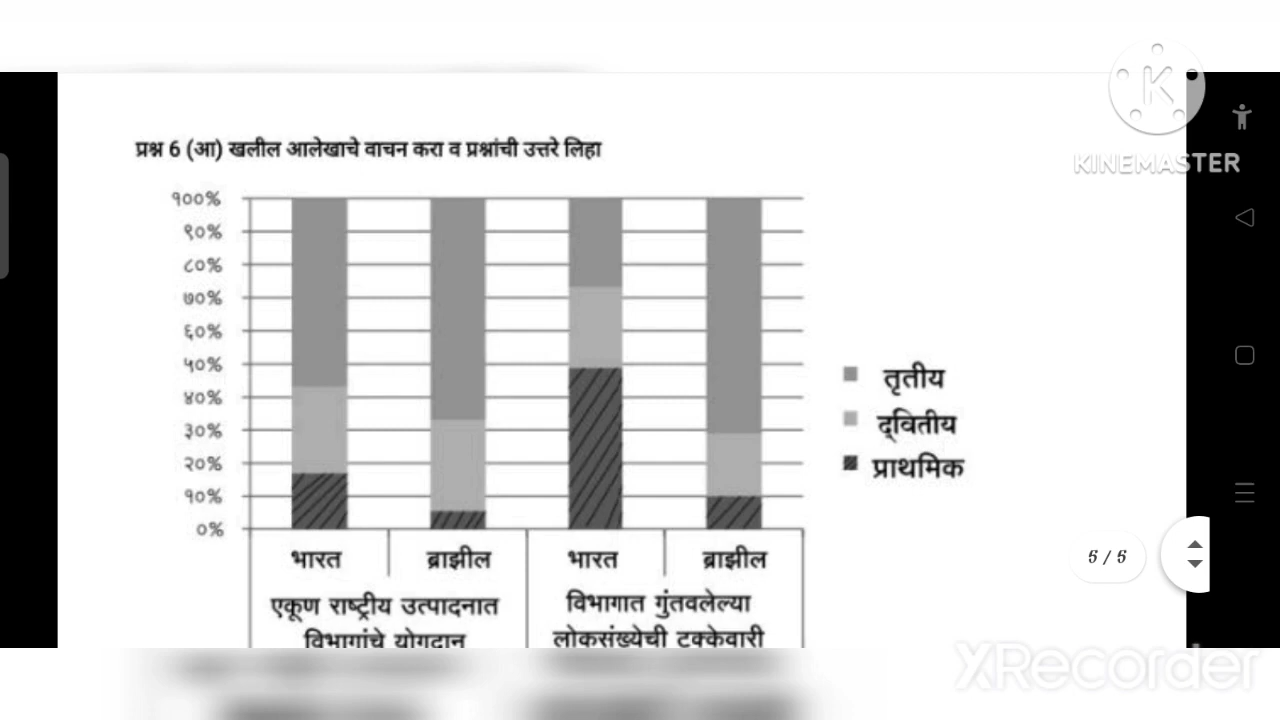 K
KINEMASTER
प्रश्न 6 (आ) खलील आलेखाचे वाचन करा व प्रश्नांची उत्तरे लिहा
१००%
९०%
८०%
७०%
६०%
५०%
४०%
३०%
२०%
१०%
०%
तृतीय
द्वितीय
प्राथमिक
भारत ब्राझील भारत ब्राझील
एकूण राष्ट्रीय उत्पादनात
विभागांचे योगदान
विभागात गुंतवलेल्या
लोकसंख्येची टक्केवारी
5 / 5
XRecorder